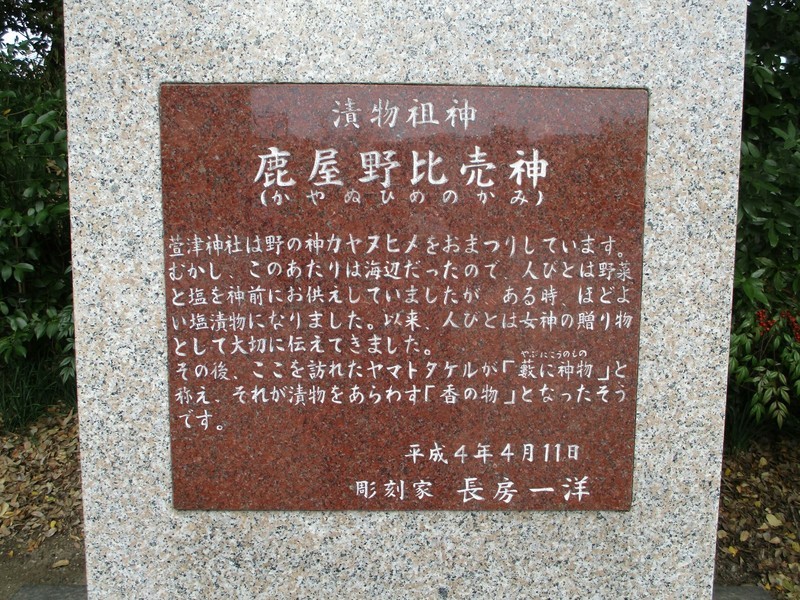 漬物祖神
鹿屋野比売神
(かやぬひめのかみ)
萱津神社は野の神カヤヌヒメをおまつりしています。
むかし、このあたりは海辺だったので、人びとは野菜
と塩を神前にお供えしていましたが、ある時、ほどよ
い塩漬物になりました。以来、人びとは女神の贈り物
として大切に伝えてきました。
やぶにこうのもの
その後、ここを訪れたヤマトタケルが「藪に神物」と
称え、それが漬物をあらわす「香の物」となったそう
です。
平成4年4月11日
彫刻家 長房一洋